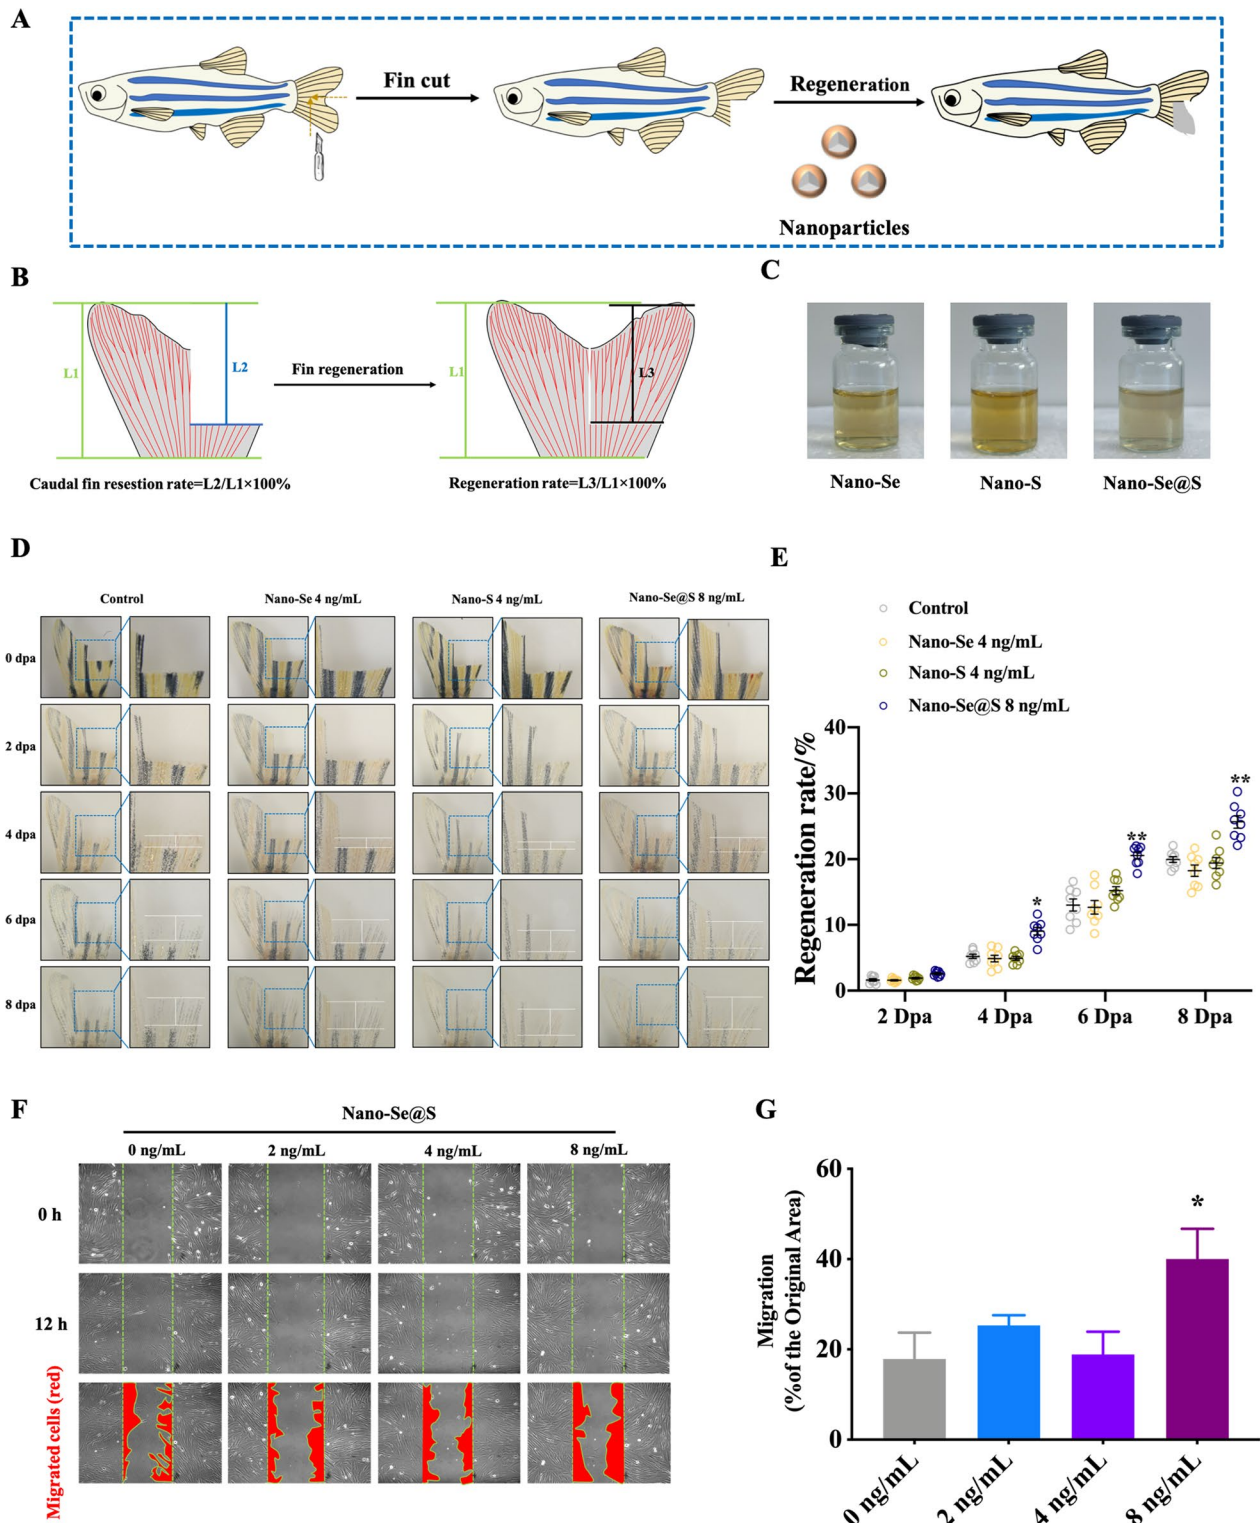 A
Fin cut
Regeneration
Nanoparticles
B
L1
L2
Fin regeneration
L1
L3
Caudal fin resestion rate=L2/L1×100%
Regeneration rate=L3/L1×100%
C
Nano-Se
Nano-S
Nano-Se@S
D
Control
Nano-Se 4 ng/mL
Nano-S 4 ng/mL
Nano-Se@S 8 ng/mL
0 dpa
2 dpa
4 dpa
6 dpa
8 dpa
E
Control
Nano-Se 4 ng/mL
Nano-S 4 ng/mL
Nano-Se@S 8 ng/mL
Regeneration rate/%
40
30
20
10
0
*
**
**
2 Dpa
4 Dpa
6 Dpa
8 Dpa
F
Nano-Se@S
0 ng/mL
2 ng/mL
4 ng/mL
8 ng/mL
0 h
12 h
Migrated cells (red)
G
Migration
(%of the Original Area)
60
40
20
0
*
0 ng/mL
2 ng/mL
4 ng/mL
8 ng/mL